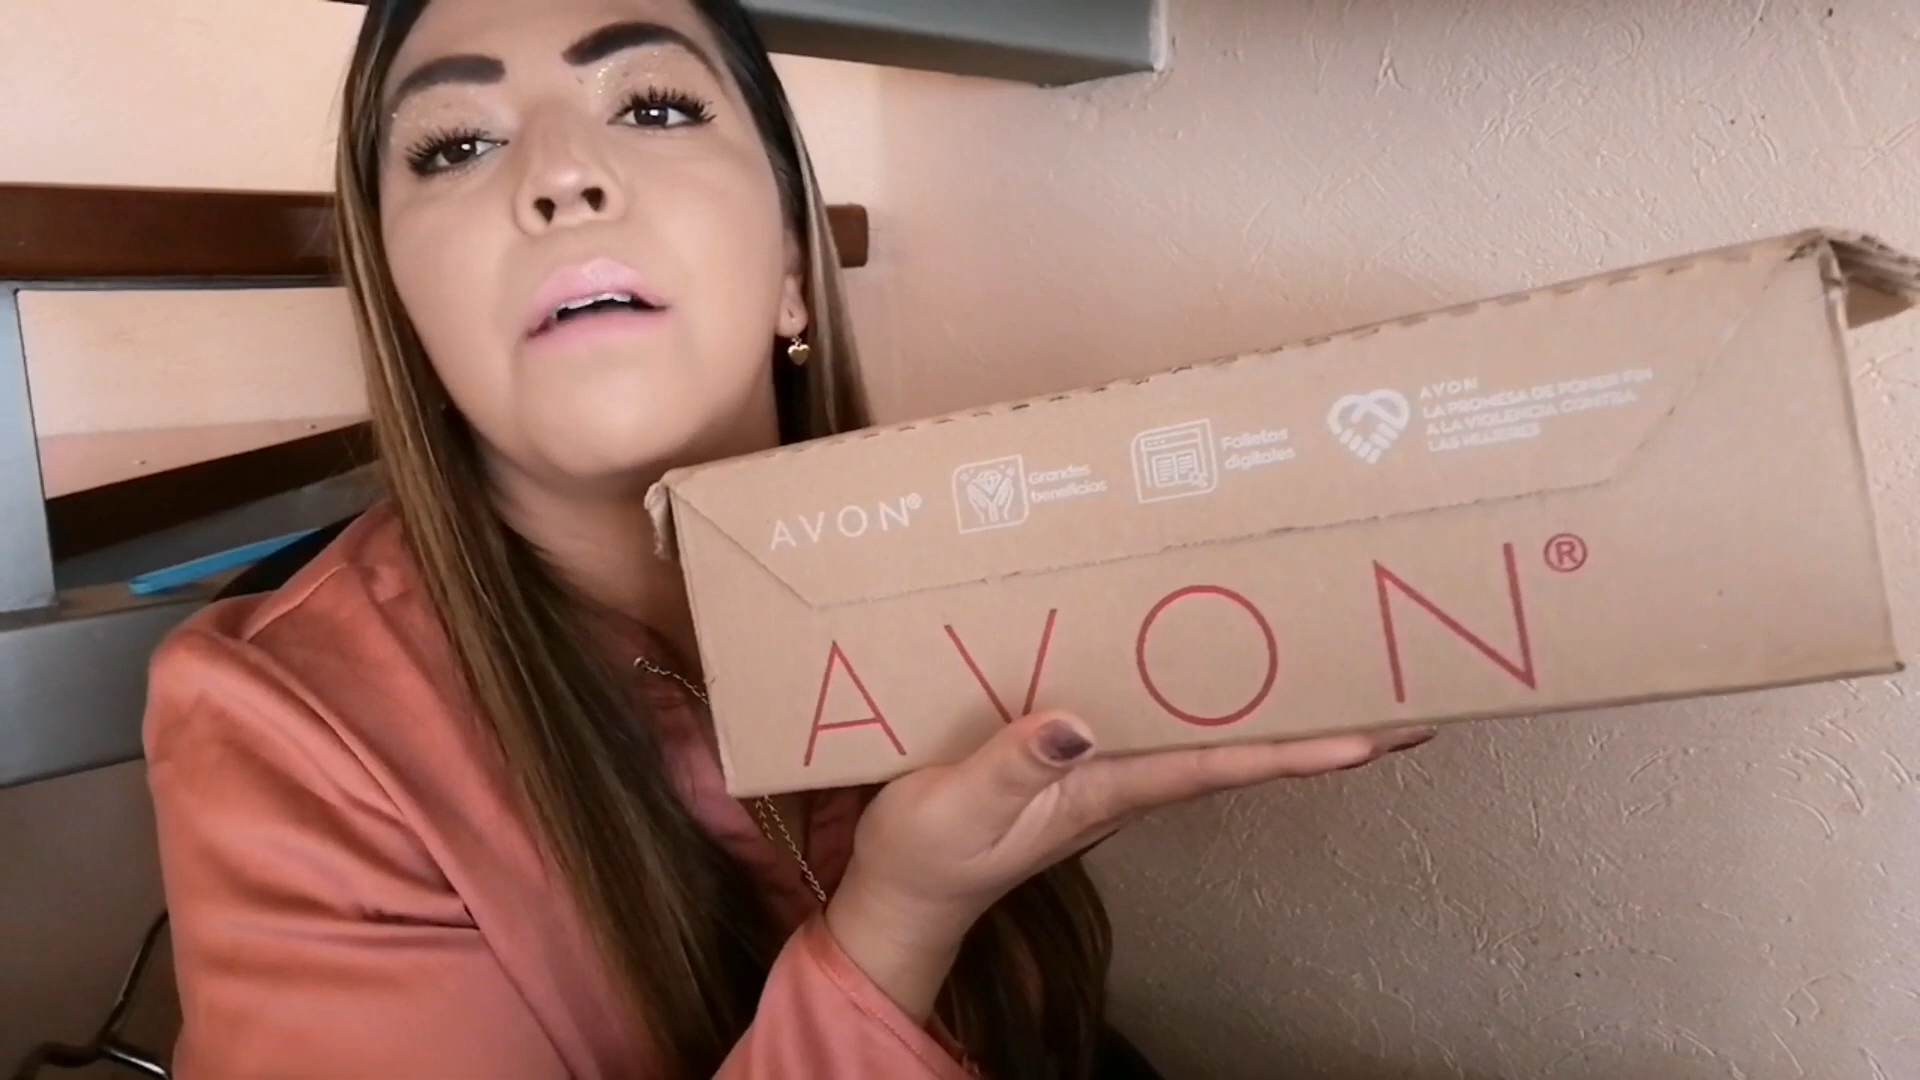 AVON®
Grandes
beneficios
Folletos
digitales
AVON
LA PROMESA DE PONER FIN
A LA VIOLENCIA CONTRA
LAS MUJERES
AVON®